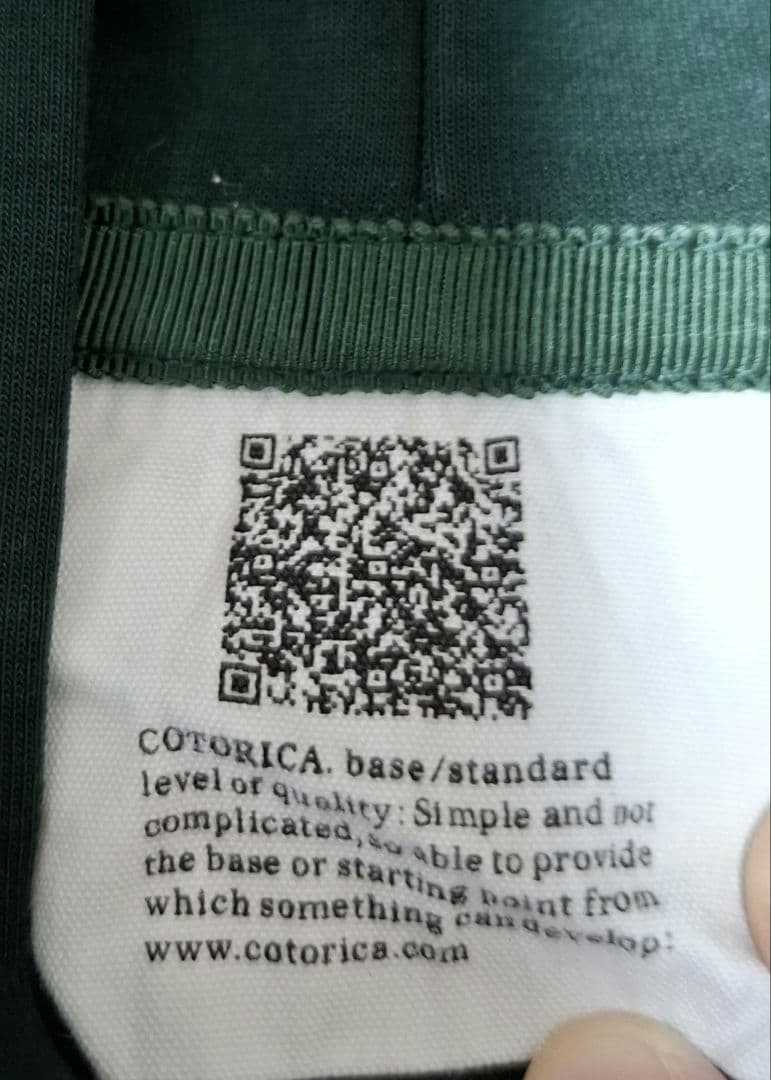 COTORICA. base/standard
level of quality: Simple and not
complicated, so able to provide
the base or starting point from
which something can develop:
www.cotorica.com